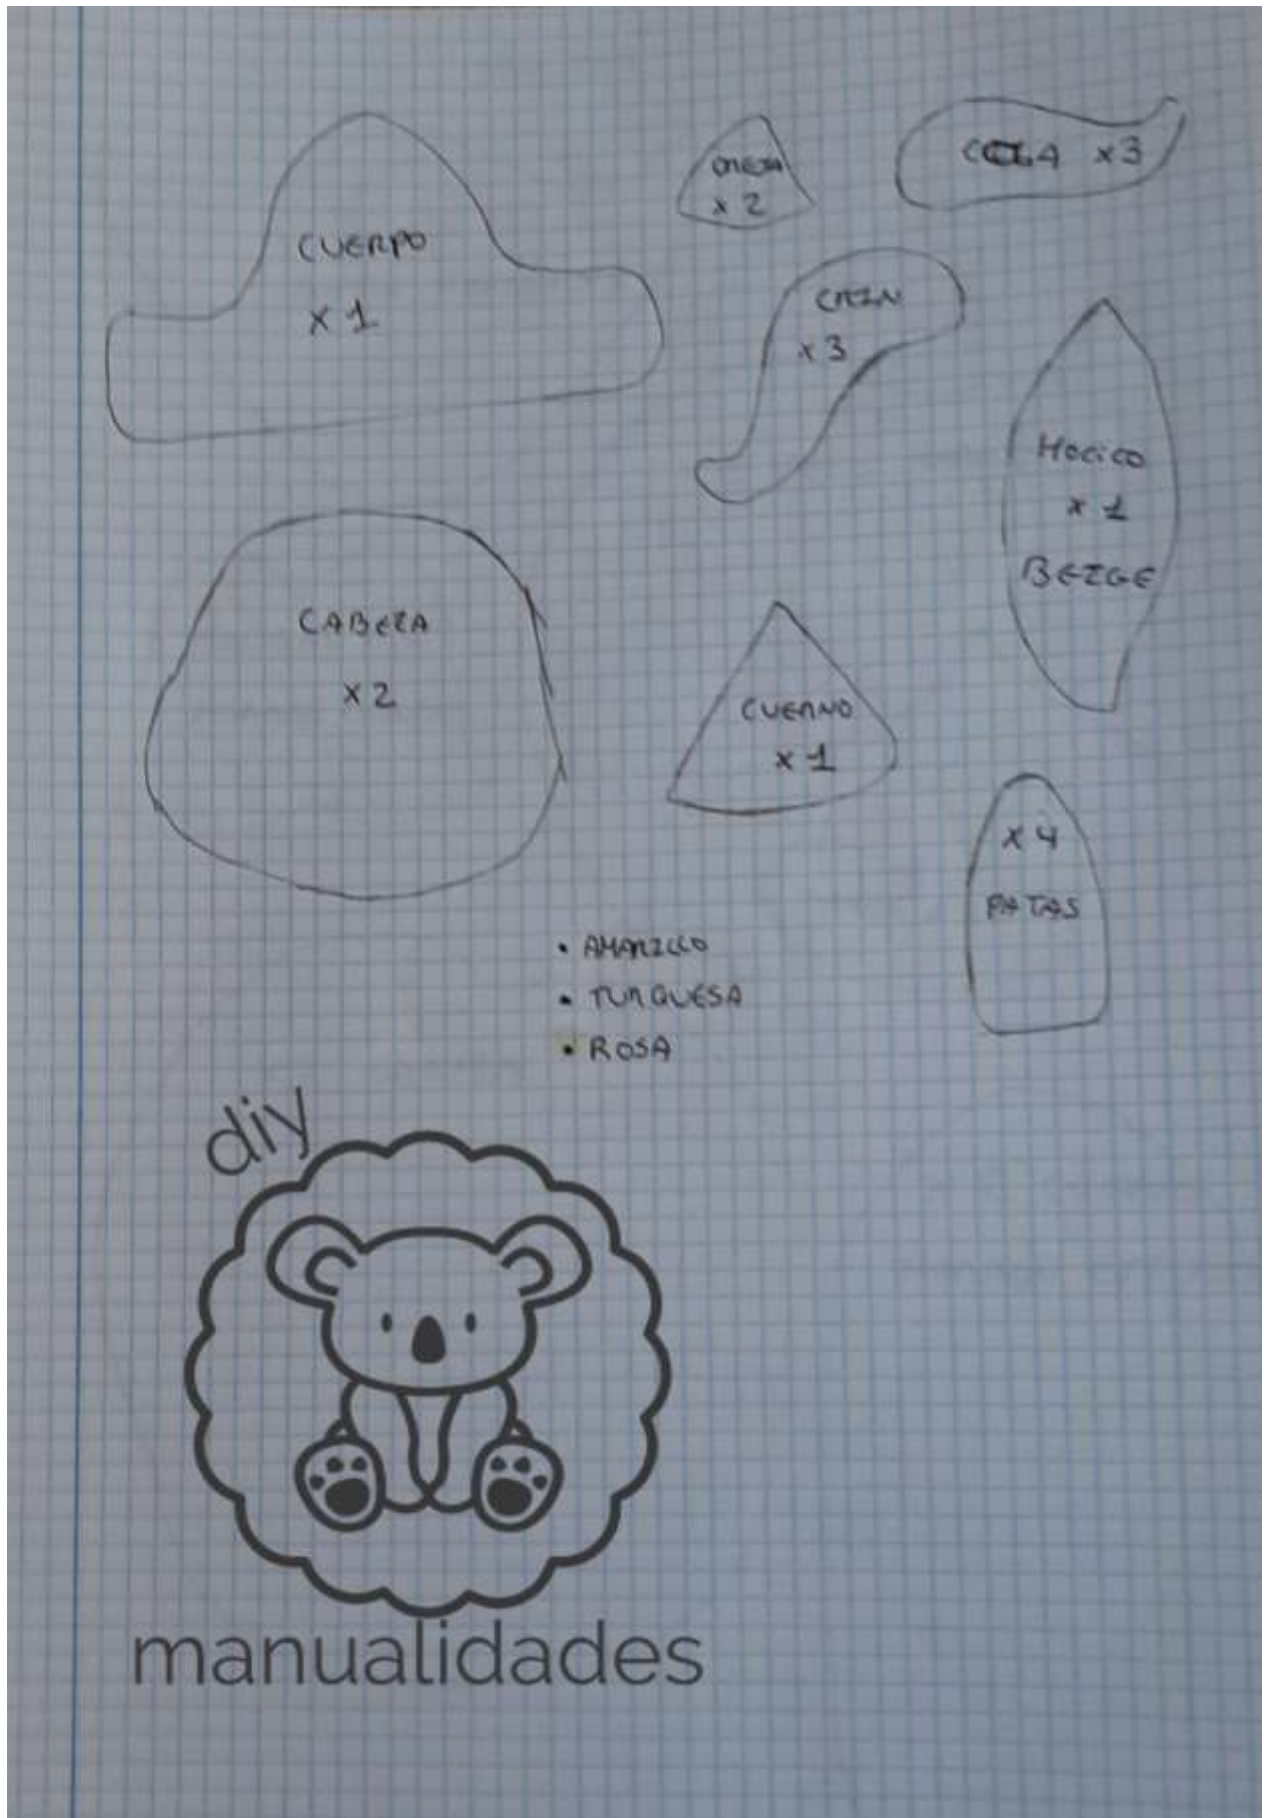 CUERPO
x 1
OREJA
x 2
COLA x3
CRIN
x 3
HOCICO
x 1
BEIGE
CABEZA
x 2
CUERNO
x 1
x 4
PATAS
• AMARILLO
• TURQUESA
• ROSA
diy
manualidades